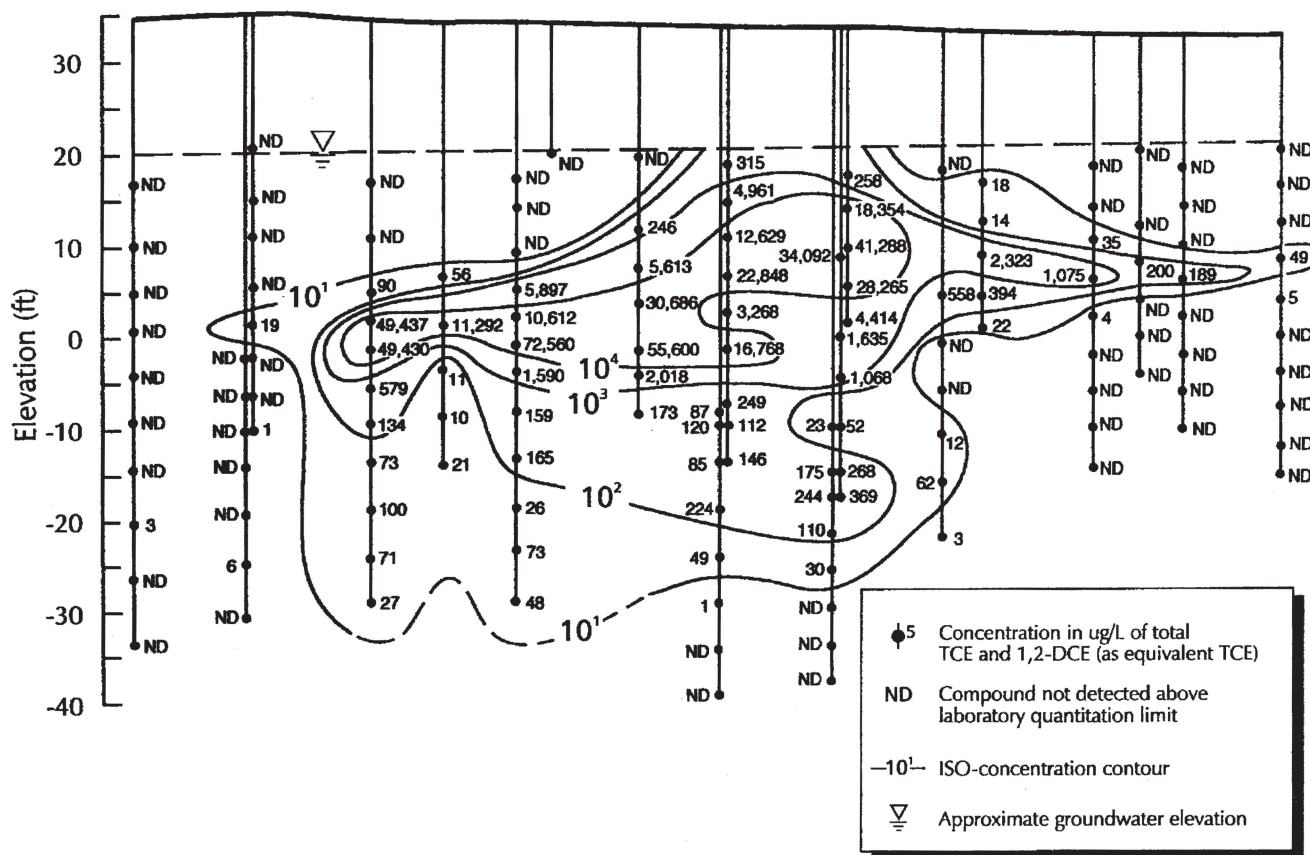 Elevation (ft)
30
20
10
0
-10
-20
-30
-40
ND
ND
ND
ND
ND
ND
ND
3
ND
ND
ND
ND
ND
ND
19
ND
ND
1
ND
ND
ND
ND
ND
6
ND
ND
ND
90
49,437
49,430
579
134
73
100
71
27
56
11,292
11
10
21
ND
ND
ND
5,897
10,612
72,560
1,590
159
165
26
73
48
ND
ND
246
5,613
30,686
55,600
2,018
173
315
4,961
12,629
22,848
3,268
16,768
249
112
146
87
120
85
224
49
1
ND
ND
258
18,354
41,288
28,265
4,414
34,092
1,635
1,068
52
268
369
23
175
244
110
30
ND
ND
ND
ND
558
ND
ND
12
62
3
18
14
2,323
394
22
ND
ND
35
1,075
4
ND
ND
ND
ND
ND
ND
200
ND
ND
ND
ND
ND
ND
189
ND
ND
ND
ND
ND
ND
ND
49
5
ND
ND
ND
ND
10¹
10⁴
10³
10²
10¹
5 Concentration in ug/L of total
TCE and 1,2-DCE (as equivalent TCE)
ND Compound not detected above
laboratory quantitation limit
10¹ ISO-concentration contour
Approximate groundwater elevation